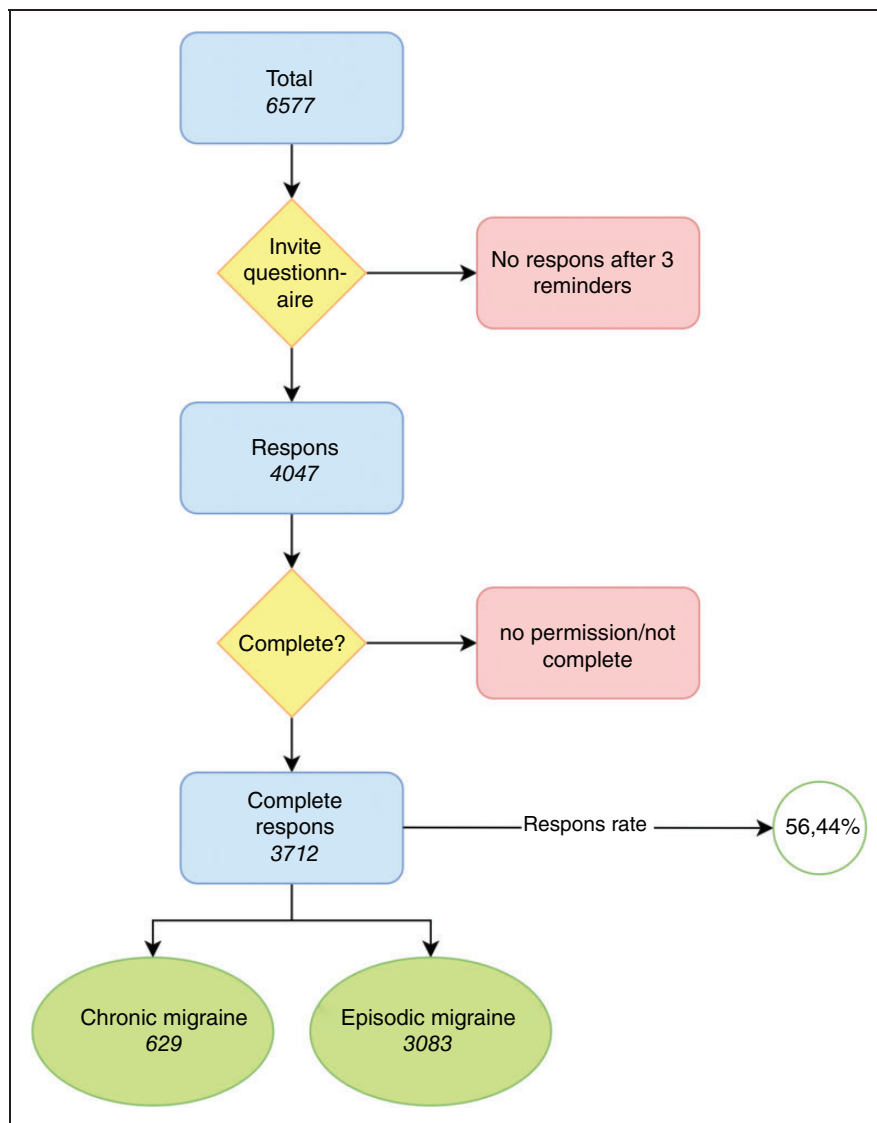 Total
6577
Invite
questionn-
aire
No respons after 3
reminders
Respons
4047
Complete?
no permission/not
complete
Complete
respons
3712
Respons rate
56,44%
Chronic migraine
629
Episodic migraine
3083